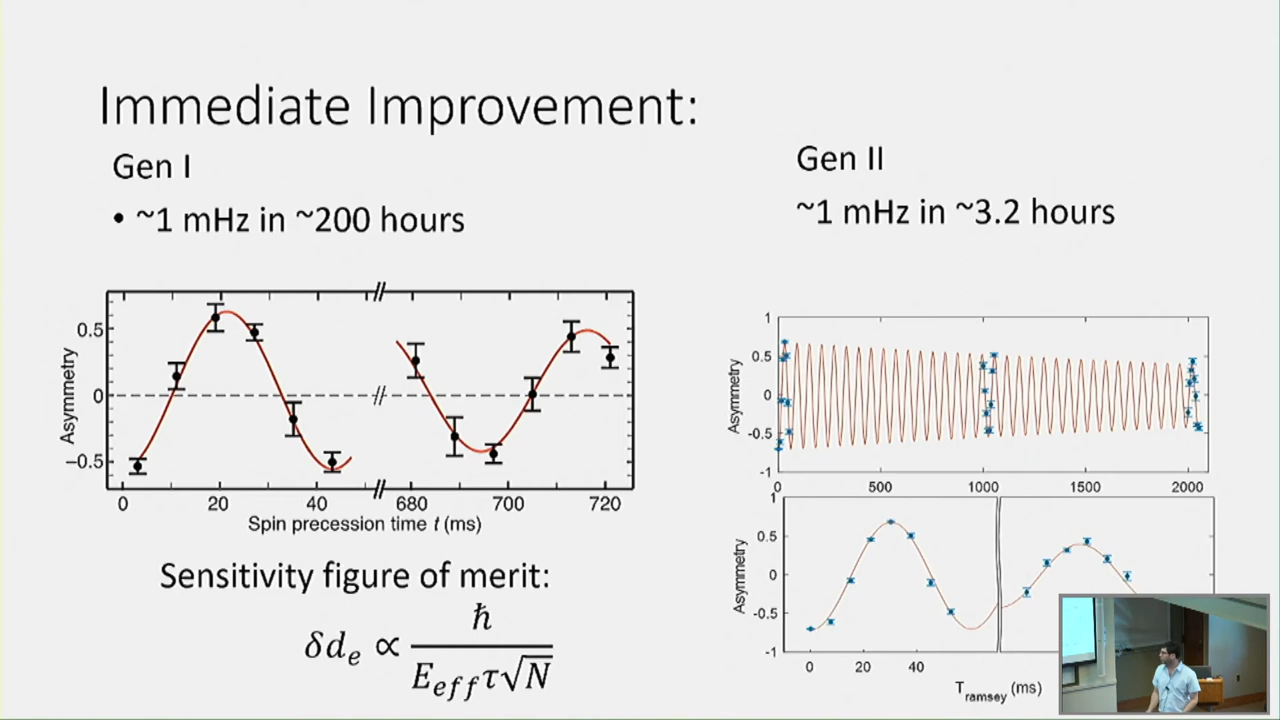 Immediate Improvement:
Gen I
• ~1 mHz in ~200 hours
Gen II
~1 mHz in ~3.2 hours
Asymmetry
0.5
0
−0.5
0 20 40 680 700 720
Spin precession time t (ms)
Sensitivity figure of merit:
δd_e ∝ ħ / (E_eff τ√N)
Asymmetry
1
0.5
0
-0.5
-1
0 500 1000 1500 2000
Asymmetry
1
0.5
0
-0.5
-1
0 20 40
T_ramsey (ms)